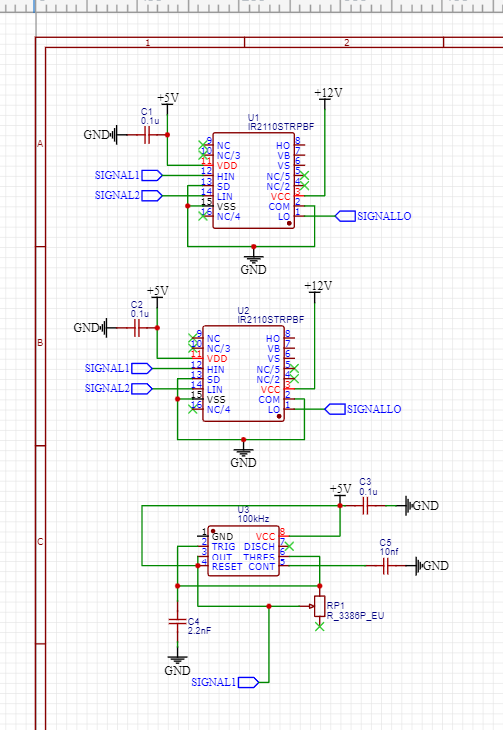 1 2
A
B
C
+5V
+12V
C1
0.1u
GND
U1
IR2110STRPBF
9 NC HO 8
10 NC/3 VB 7
11 VDD VS 6
SIGNAL1 12 HIN NC/5 5
13 SD NC/2 4
SIGNAL2 14 LIN VCC 3
15 VSS COM 2
16 NC/4 LO 1 SIGNALLO
GND
+5V
+12V
C2
0.1u
GND
U2
IR2110STRPBF
9 NC HO 8
10 NC/3 VB 7
11 VDD VS 6
SIGNAL1 12 HIN NC/5 5
13 SD NC/2 4
SIGNAL2 14 LIN VCC 3
15 VSS COM 2
16 NC/4 LO 1 SIGNALLO
GND
+5V
C3
0.1u
GND
U3
100kHz
1 GND VCC 8
2 TRIG DISCH 7
3 OUT THRES 6
4 RESET CONT 5
C5
10nf
GND
RP1
R_3386P_EU
C4
2.2nF
GND
SIGNAL1